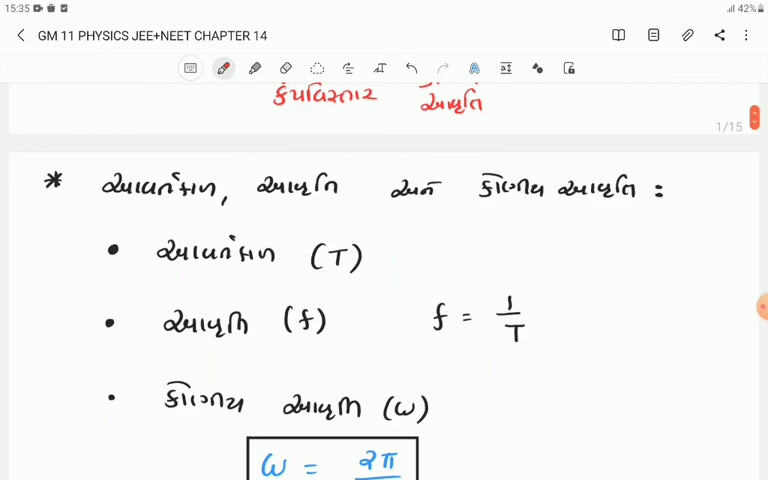 15:35
42%
GM 11 PHYSICS JEE+NEET CHAPTER 14
કંપવિસ્તાર આવૃતિ
1/15
* આવર્તકાળ, આવૃતિ અને કોણીય આવૃતિ :
• આવર્તકાળ (T)
• આવૃતિ (f) f = 1/T
• કોણીય આવૃતિ (ω)
ω = 2π